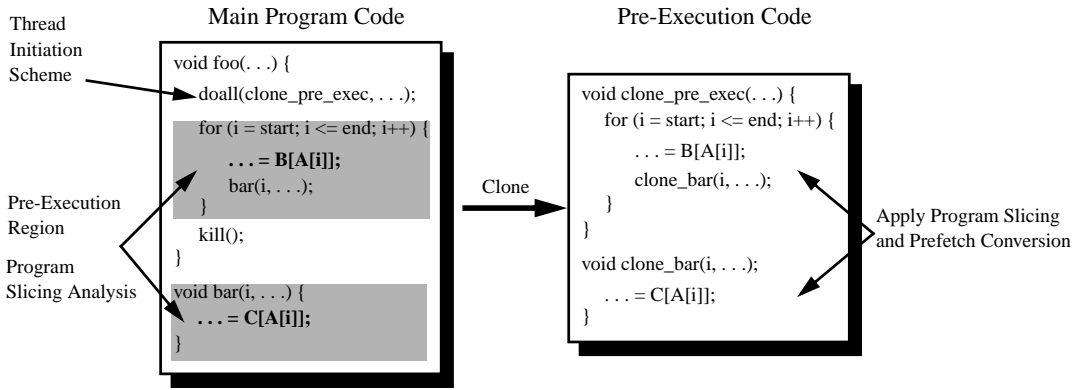 Main Program Code
Thread
Initiation
Scheme
void foo(. . .) {
doall(clone_pre_exec, . . .);
for (i = start; i <= end; i++) {
. . . = B[A[i]];
bar(i, . . .);
}
kill();
}
void bar(i, . . .) {
. . . = C[A[i]];
}
Pre-Execution
Region
Program
Slicing Analysis
Clone
Pre-Execution Code
void clone_pre_exec(. . .) {
for (i = start; i <= end; i++) {
. . . = B[A[i]];
clone_bar(i, . . .);
}
}
void clone_bar(i, . . .);
. . . = C[A[i]];
}
Apply Program Slicing
and Prefetch Conversion